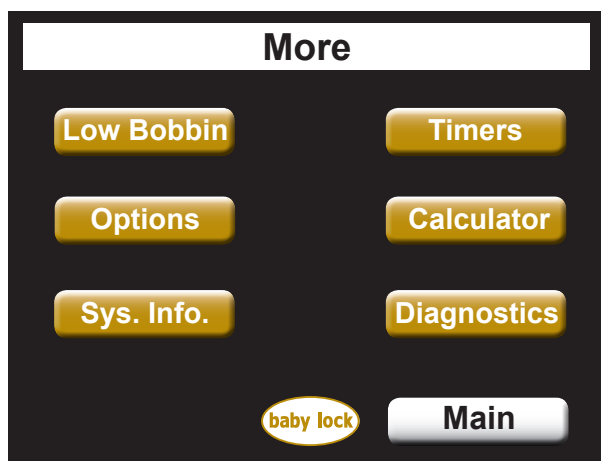 More
Low Bobbin
Timers
Options
Calculator
Sys. Info.
Diagnostics
baby lock
Main